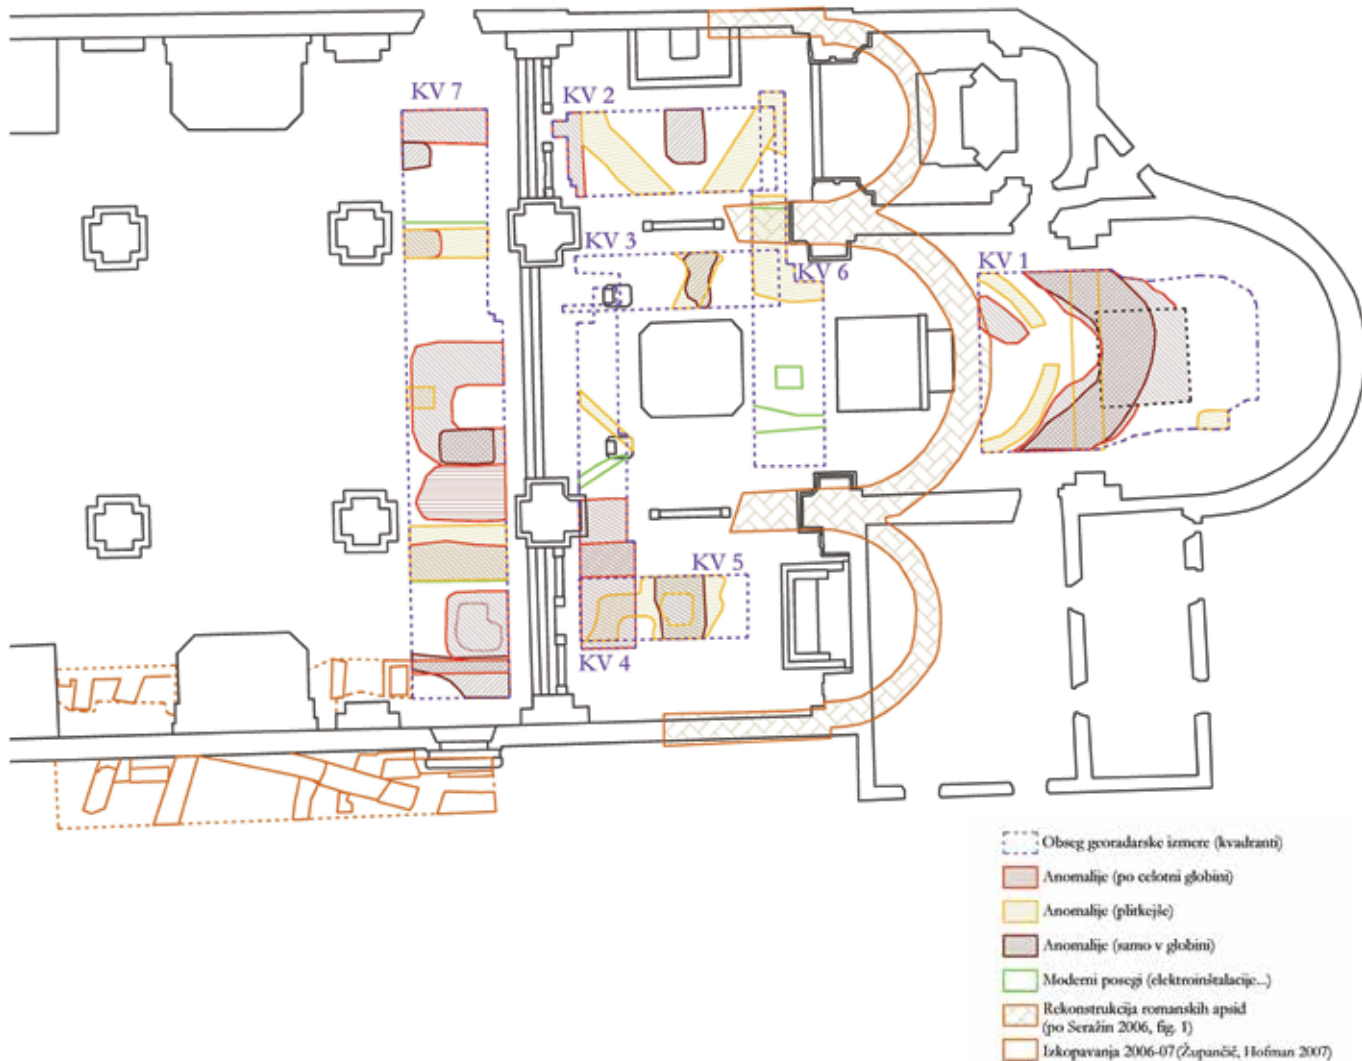 KV 7
KV 2
KV 3
KV 6
KV 1
KV 5
KV 4
Obseg georadarske izmere (kvadranti)
Anomalije (po celotni globini)
Anomalije (plitkejše)
Anomalije (samo v globini)
Moderni posegi (elektroinštalacije...)
Rekonstrukcija romanskih apsid
(po Seražin 2006, fig. 1)
Izkopavanja 2006-07 (Župančič, Hofman 2007)